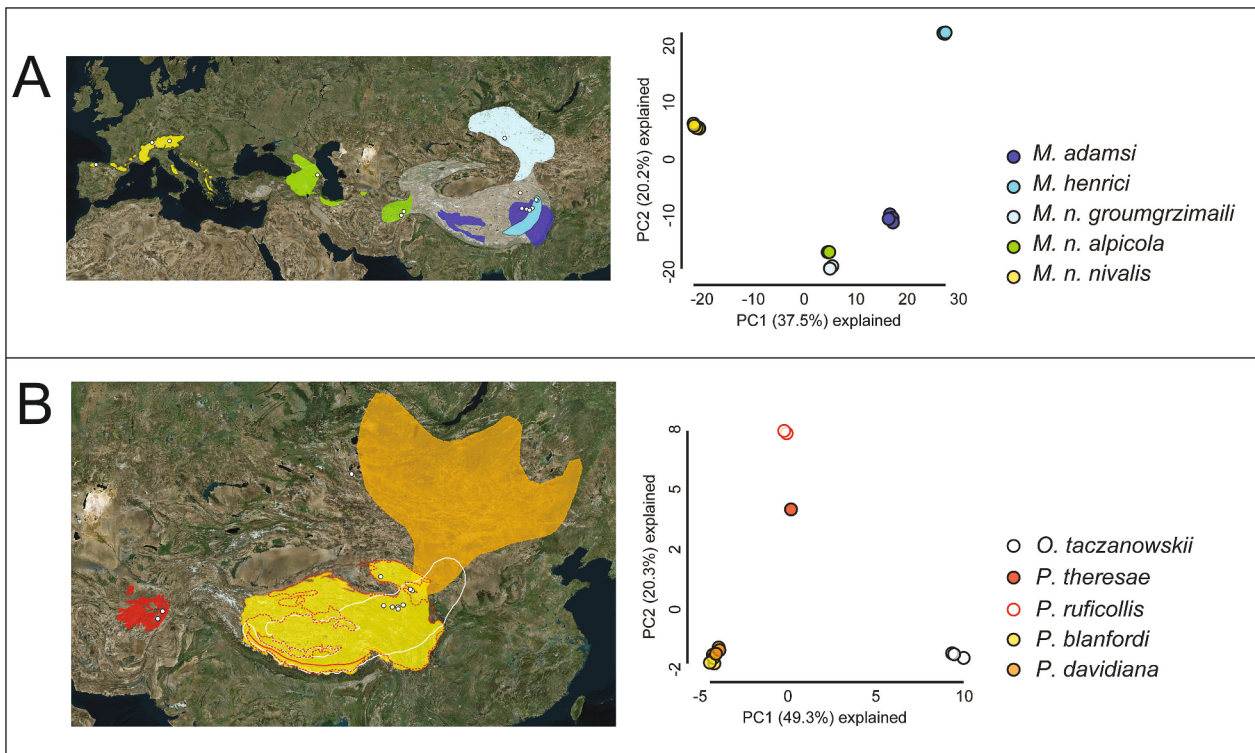 A
20
10
0
-10
-20
PC2 (20.2%) explained
-20 -10 0 10 20 30
PC1 (37.5%) explained
M. adamsi
M. henrici
M. n. groumgrzimaili
M. n. alpicola
M. n. nivalis
B
8
5
2
0
-2
PC2 (20.3%) explained
-5 0 5 10
PC1 (49.3%) explained
O. taczanowskii
P. theresae
P. ruficollis
P. blanfordi
P. davidiana